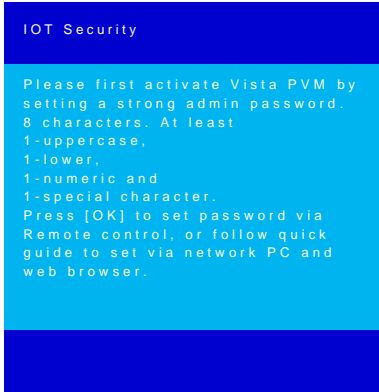 IOT Security
Please first activate Vista PVM by
setting a strong admin password.
8 characters. At least
1-uppercase,
1-lower,
1-numeric and
1-special character.
Press [OK] to set password via
Remote control, or follow quick
guide to set via network PC and
web browser.